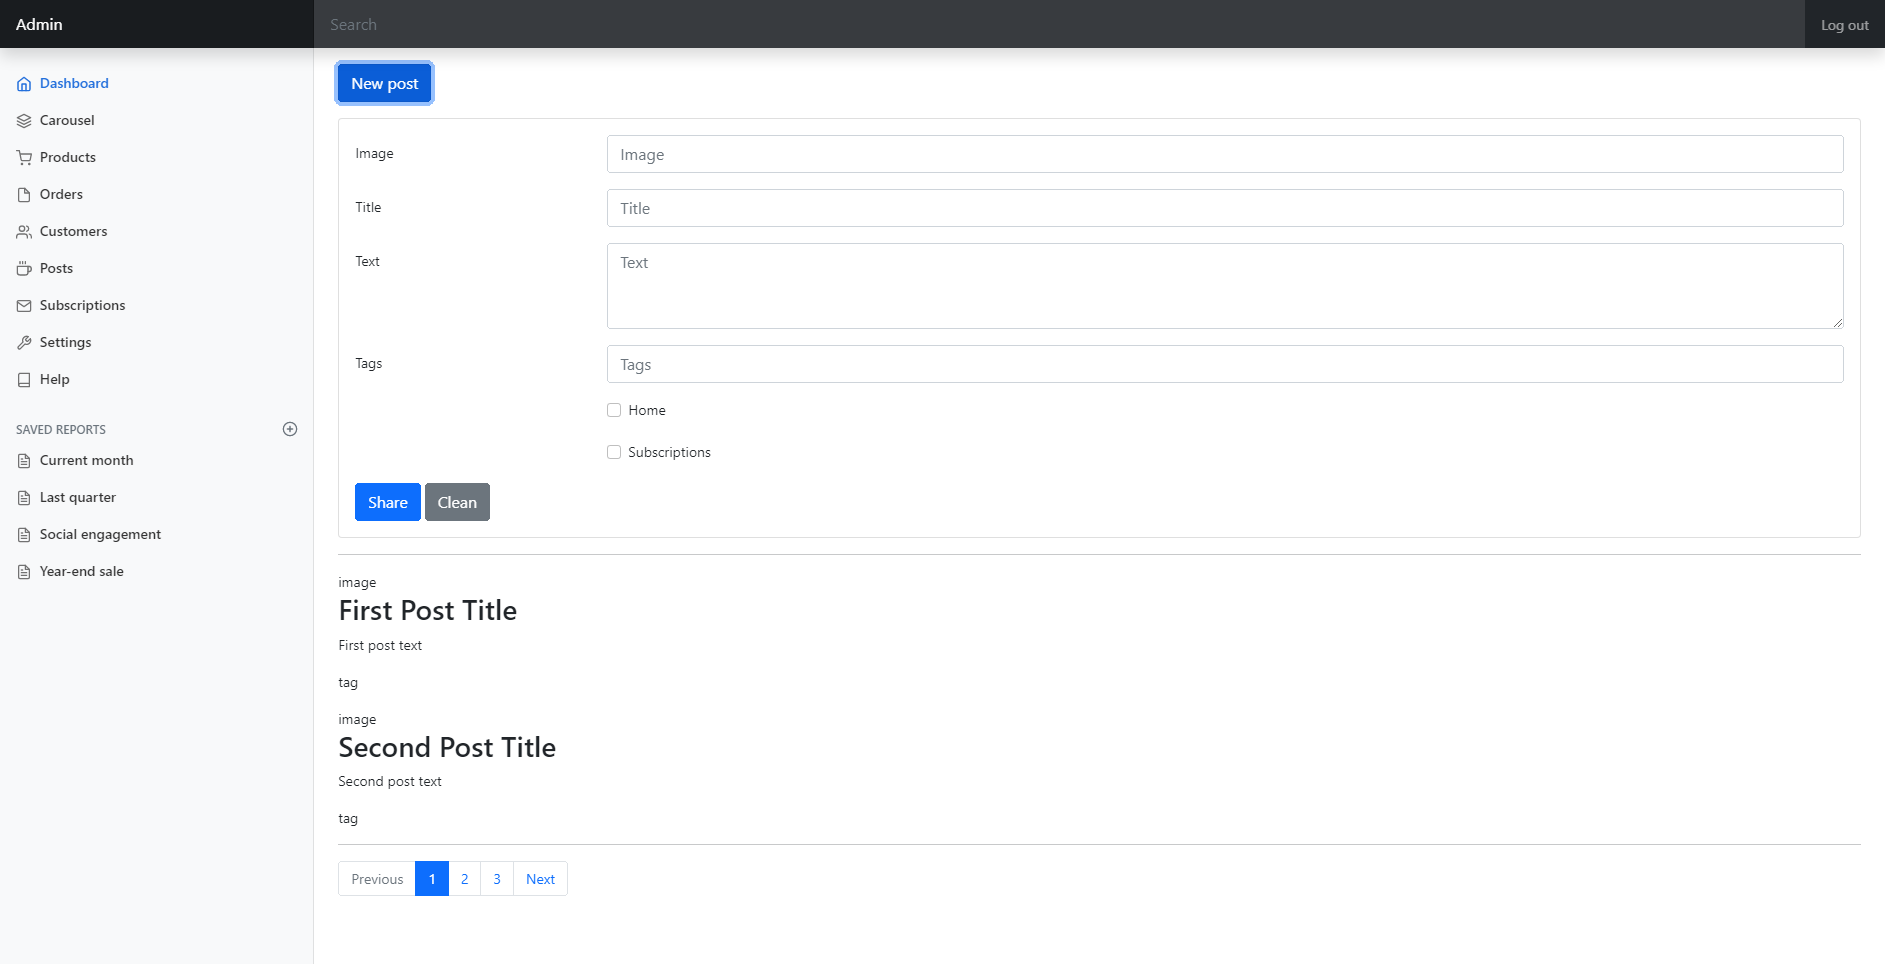 Admin
Search
Log out
Dashboard
Carousel
Products
Orders
Customers
Posts
Subscriptions
Settings
Help
SAVED REPORTS
Current month
Last quarter
Social engagement
Year-end sale
New post
Image
Image
Title
Title
Text
Text
Tags
Tags
Home
Subscriptions
Share Clean
image
First Post Title
First post text
tag
image
Second Post Title
Second post text
tag
Previous 1 2 3 Next